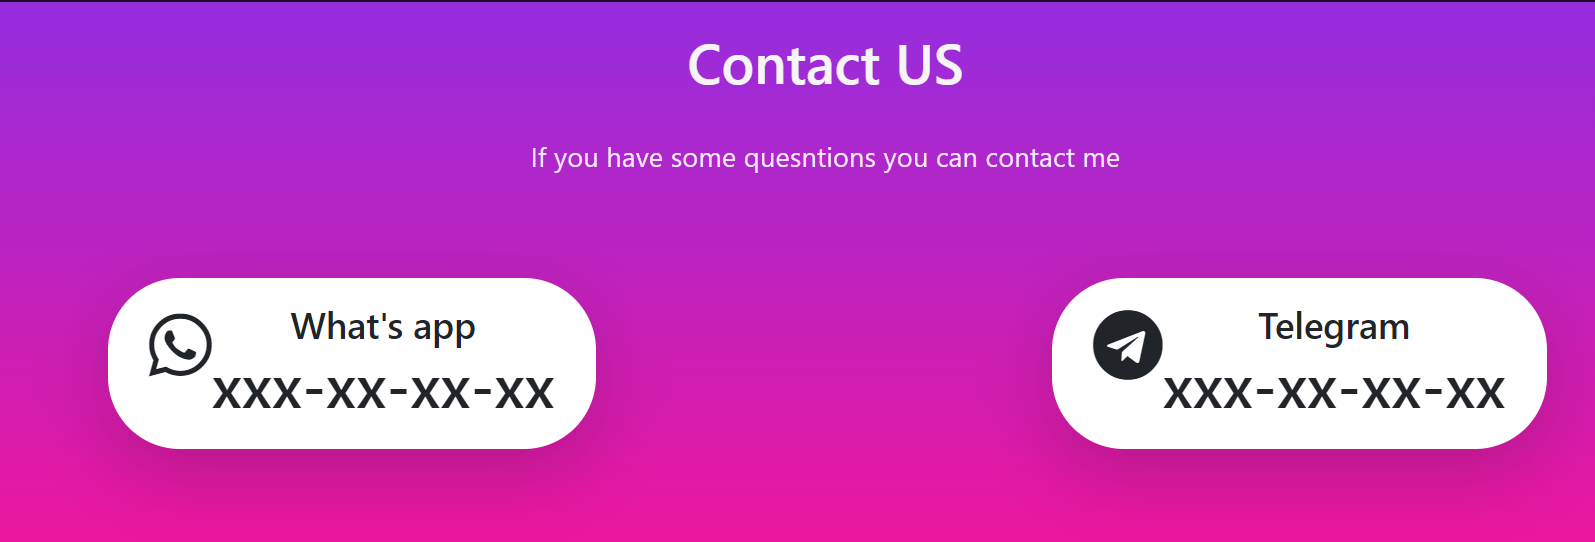 Contact US
If you have some quesntions you can contact me
What's app
xxx-xx-xx-xx
Telegram
xxx-xx-xx-xx